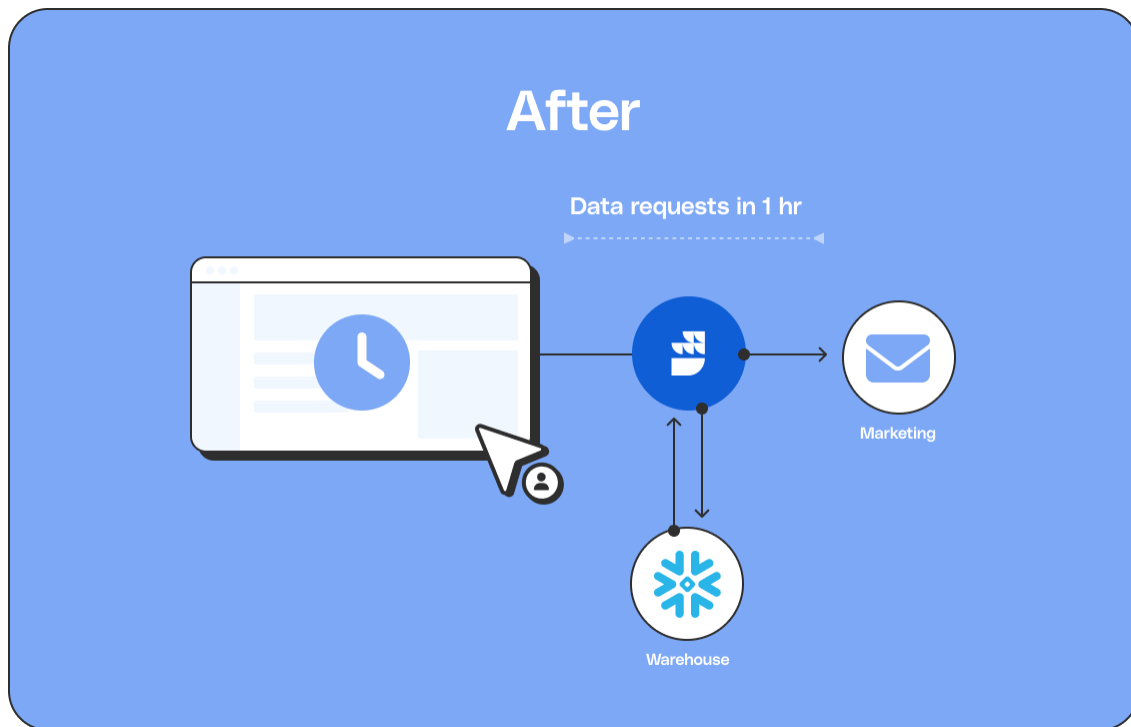 After
Data requests in 1 hr
Marketing
Warehouse